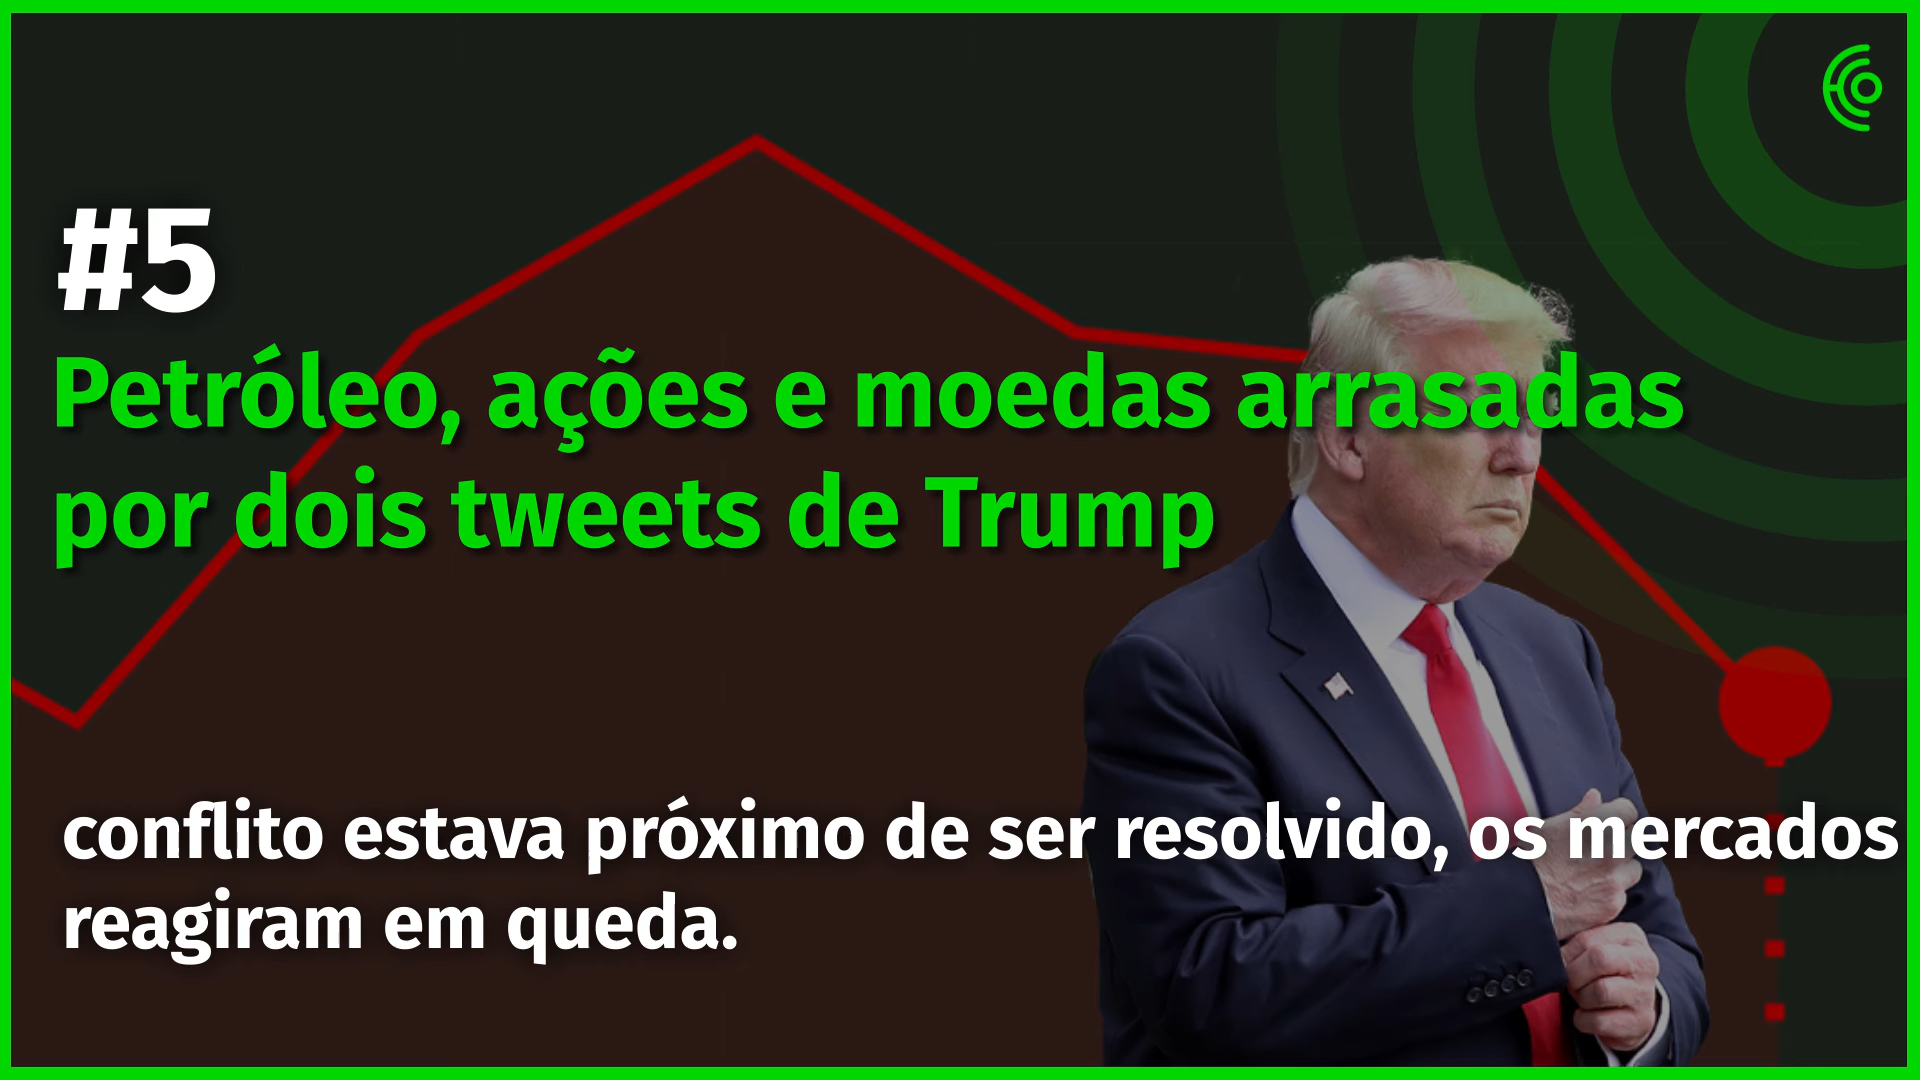 #5
Petróleo, ações e moedas arrasadas
por dois tweets de Trump
conflito estava próximo de ser resolvido, os mercados
reagiram em queda.